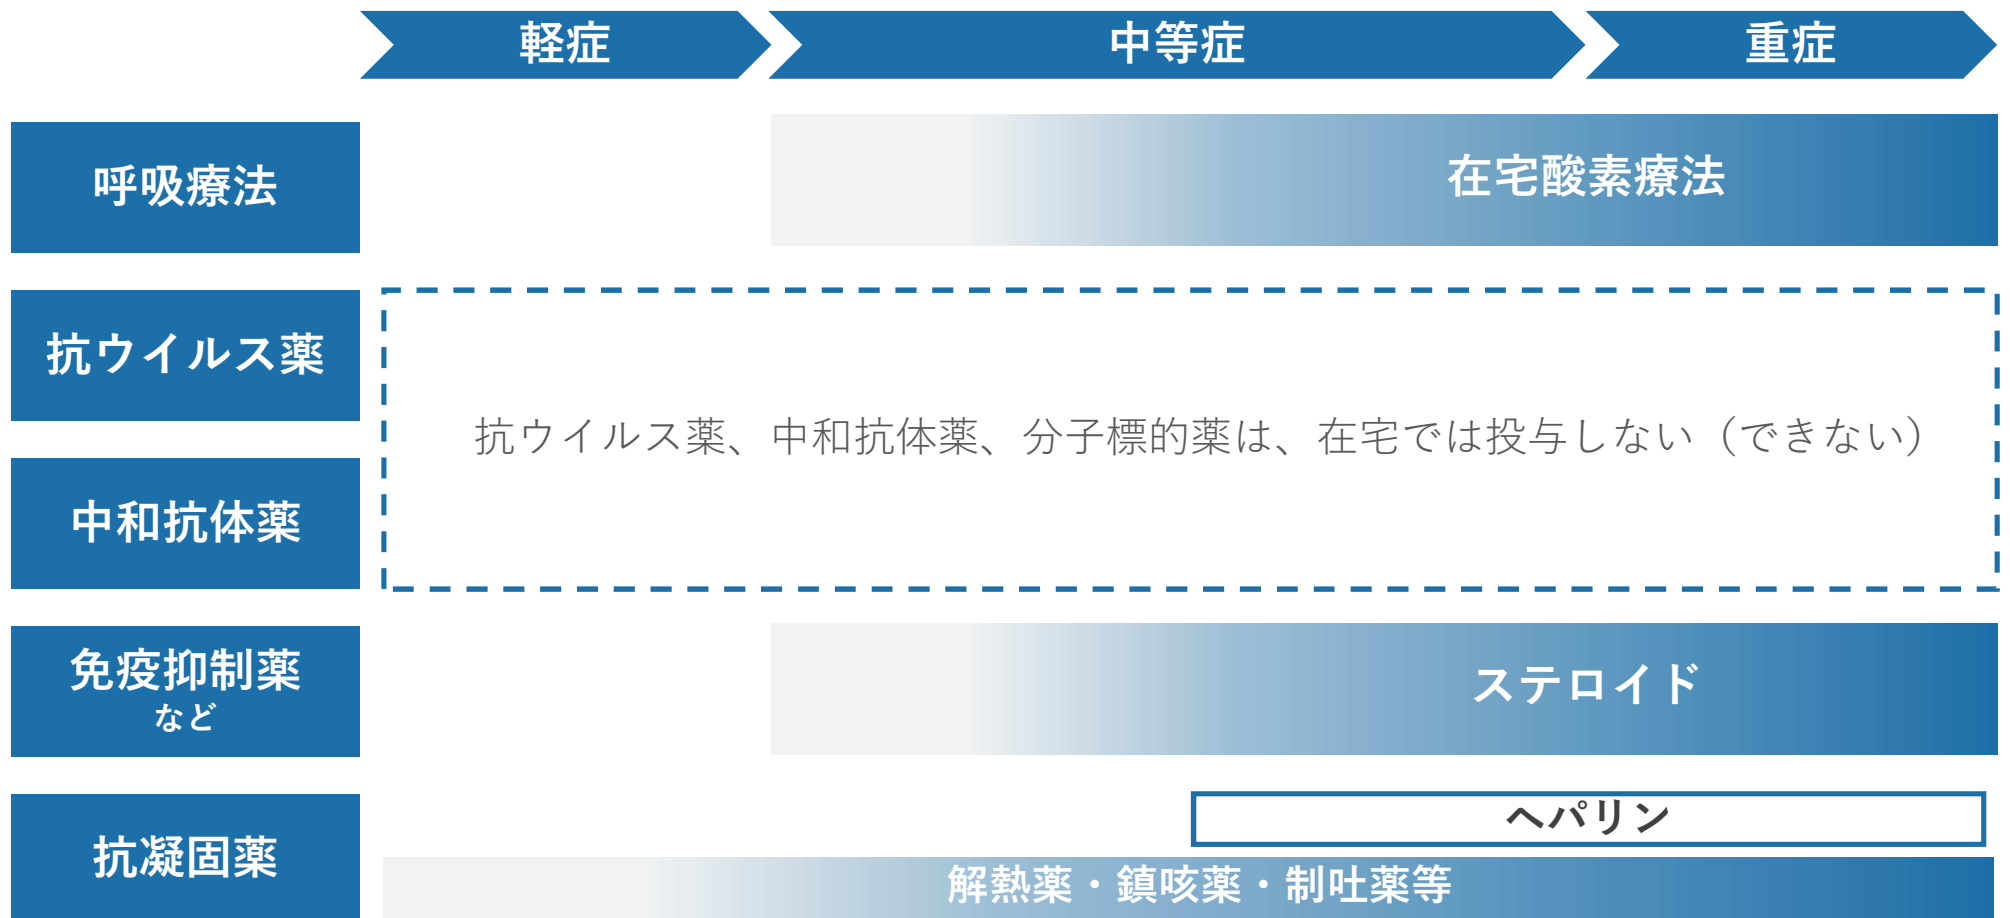 軽症
中等症
重症
呼吸療法
在宅酸素療法
抗ウイルス薬
抗ウイルス薬、中和抗体薬、分子標的薬は、在宅では投与しない（できない）
中和抗体薬
免疫抑制薬
など
ステロイド
抗凝固薬
ヘパリン
解熱薬・鎮咳薬・制吐薬等